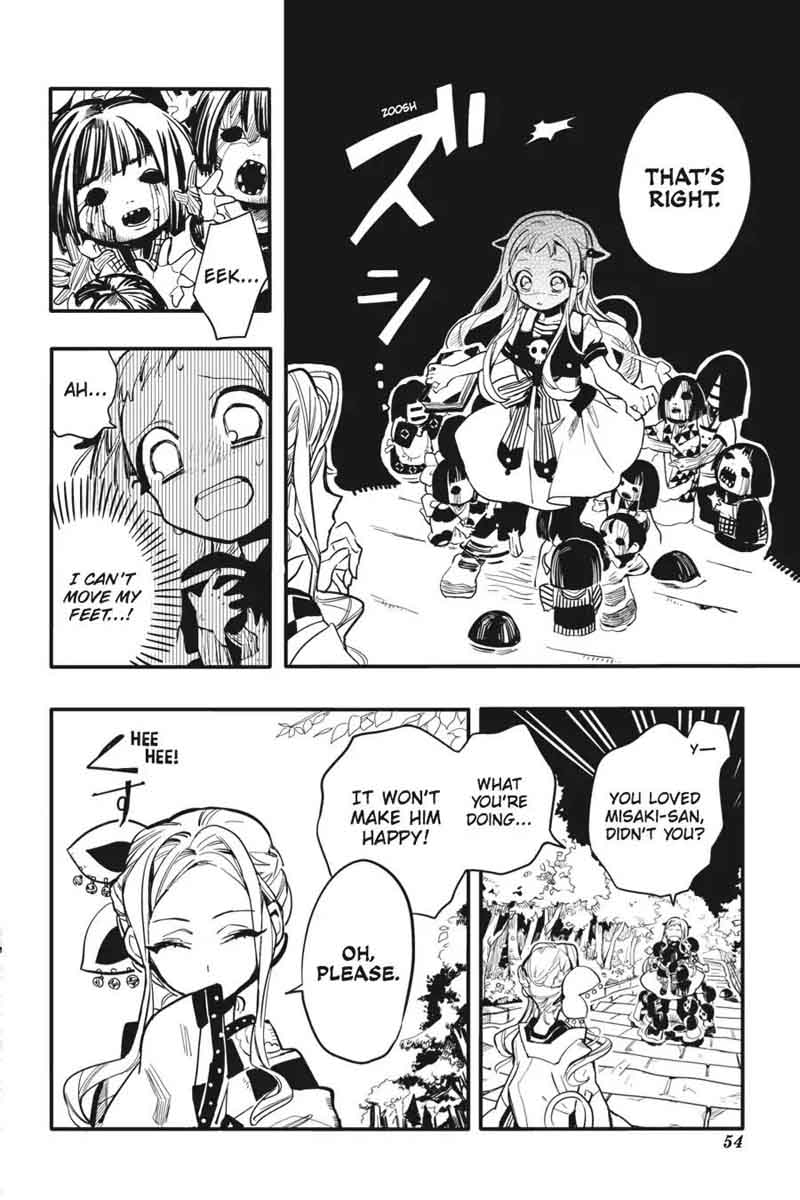 THAT'S
RIGHT.
ZOOSH
ズシ
EEK...
AH...
I CAN'T
MOVE MY
FEET...!
Y—
YOU LOVED
MISAKI-SAN,
DIDN'T YOU?
WHAT
YOU'RE
DOING...
IT WON'T
MAKE HIM
HAPPY!
HEE
HEE!
くす
OH,
PLEASE.
54